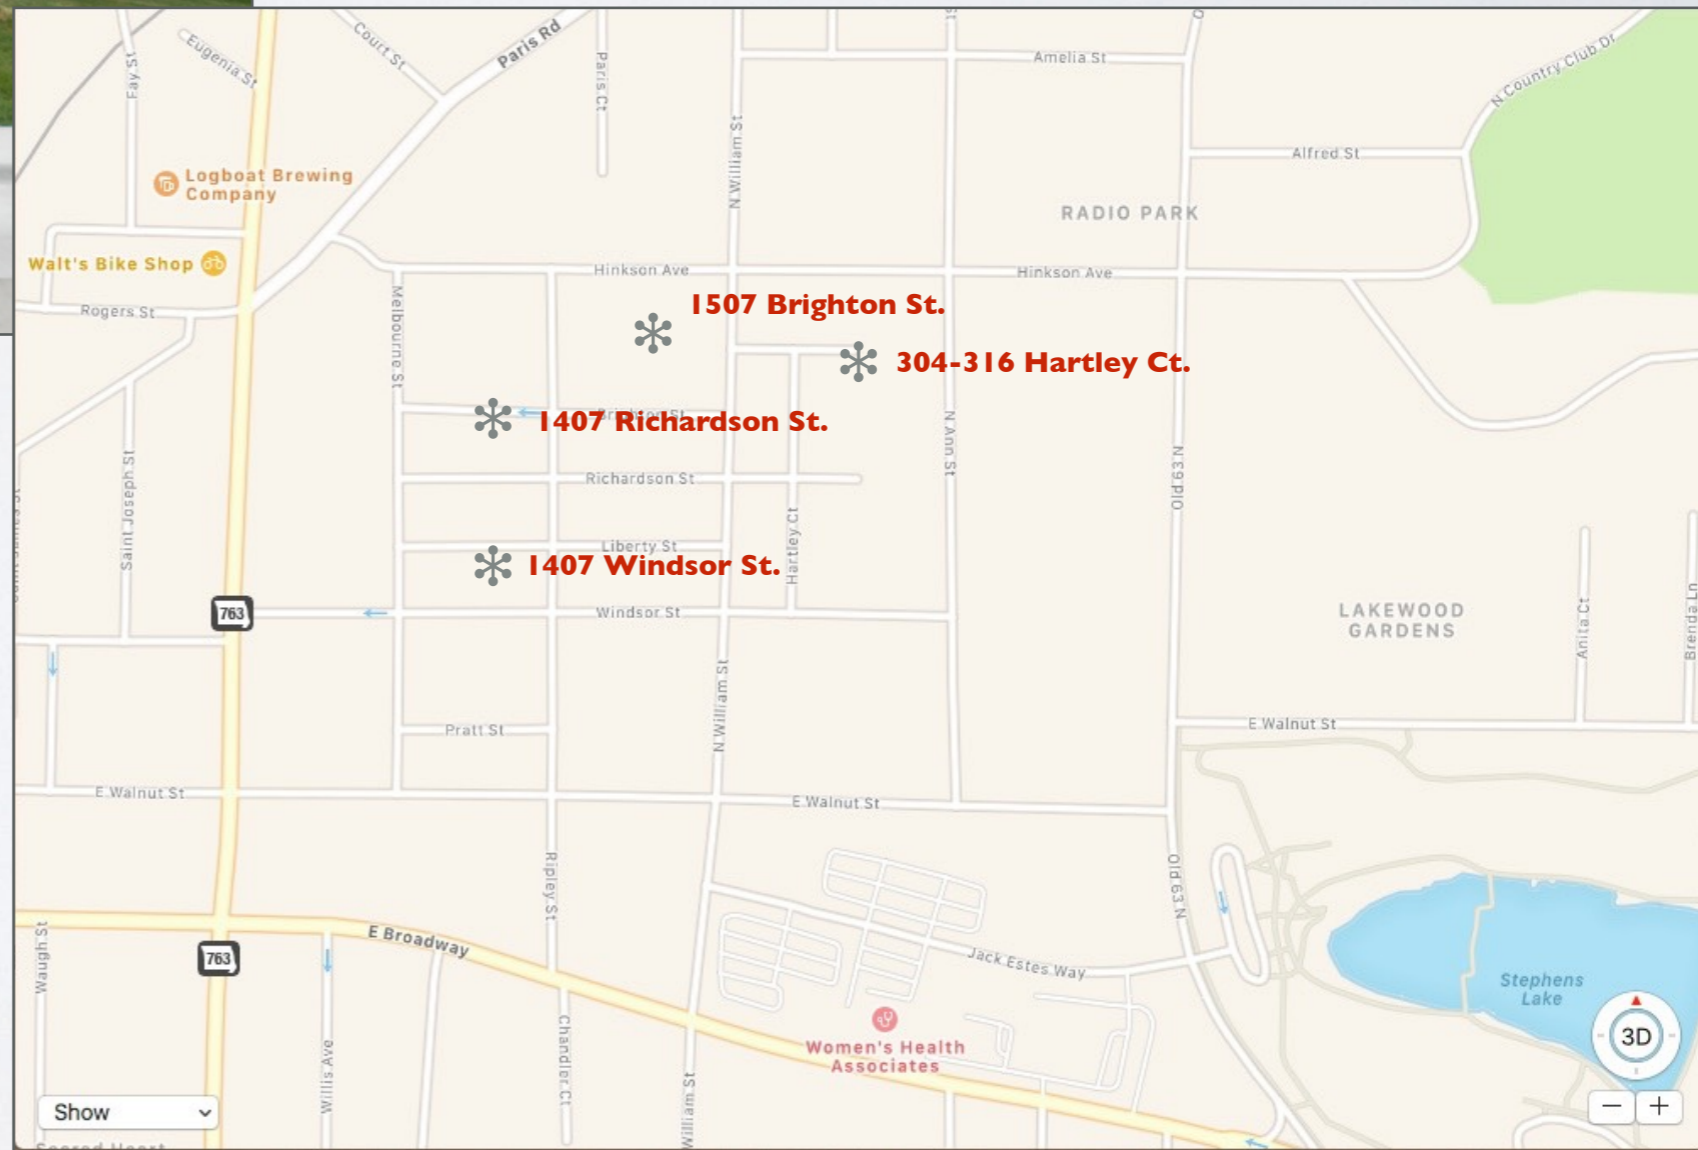 Fay St
Eugenia St
Court St
Paris Rd
Paris Ct
N William St
Amelia St
N Country Club Dr
Alfred St
Logboat Brewing
Company
RADIO PARK
Walt's Bike Shop
Hinkson Ave
Hinkson Ave
Rogers St
Melbourne St
1507 Brighton St.
304-316 Hartley Ct.
Brighton St
1407 Richardson St.
N Ann St
Old 63 N
Saint Joseph St
Richardson St
Hartley Ct
Liberty St
1407 Windsor St.
763
Windsor St
LAKEWOOD
GARDENS
Anita Ct
Brenda Ln
N William St
Pratt St
E Walnut St
E Walnut St
E Walnut St
Ripley St
Old 63 N
Waugh St
E Broadway
763
Jack Estes Way
Stephens
Lake
Women's Health
Associates
3D
Willis Ave
Chandler Ct
William St
Show
− +